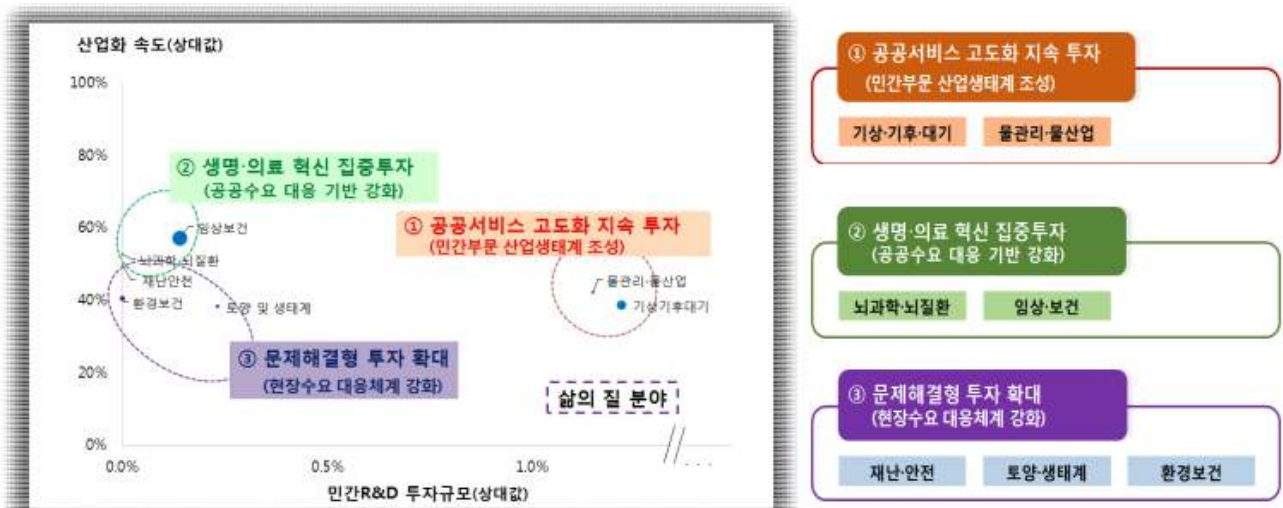 산업화 속도(상대값)
100%
80%
60%
40%
20%
0%
② 생명·의료 혁신 집중투자
(공공수요 대응 기반 강화)
임상보건
뇌과학·뇌질환
재난안전
환경보건
토양 및 생태계
① 공공서비스 고도화 지속 투자
(민간부문 산업생태계 조성)
물관리·물산업
기상기후대기
③ 문제해결형 투자 확대
(현장수요 대응체계 강화)
삶의 질 분야
0.0%
0.5%
1.0%
. . .
민간R&D 투자규모(상대값)
① 공공서비스 고도화 지속 투자
(민간부문 산업생태계 조성)
기상·기후·대기
물관리·물산업
② 생명·의료 혁신 집중투자
(공공수요 대응 기반 강화)
뇌과학·뇌질환
임상·보건
③ 문제해결형 투자 확대
(현장수요 대응체계 강화)
재난·안전
토양·생태계
환경보건